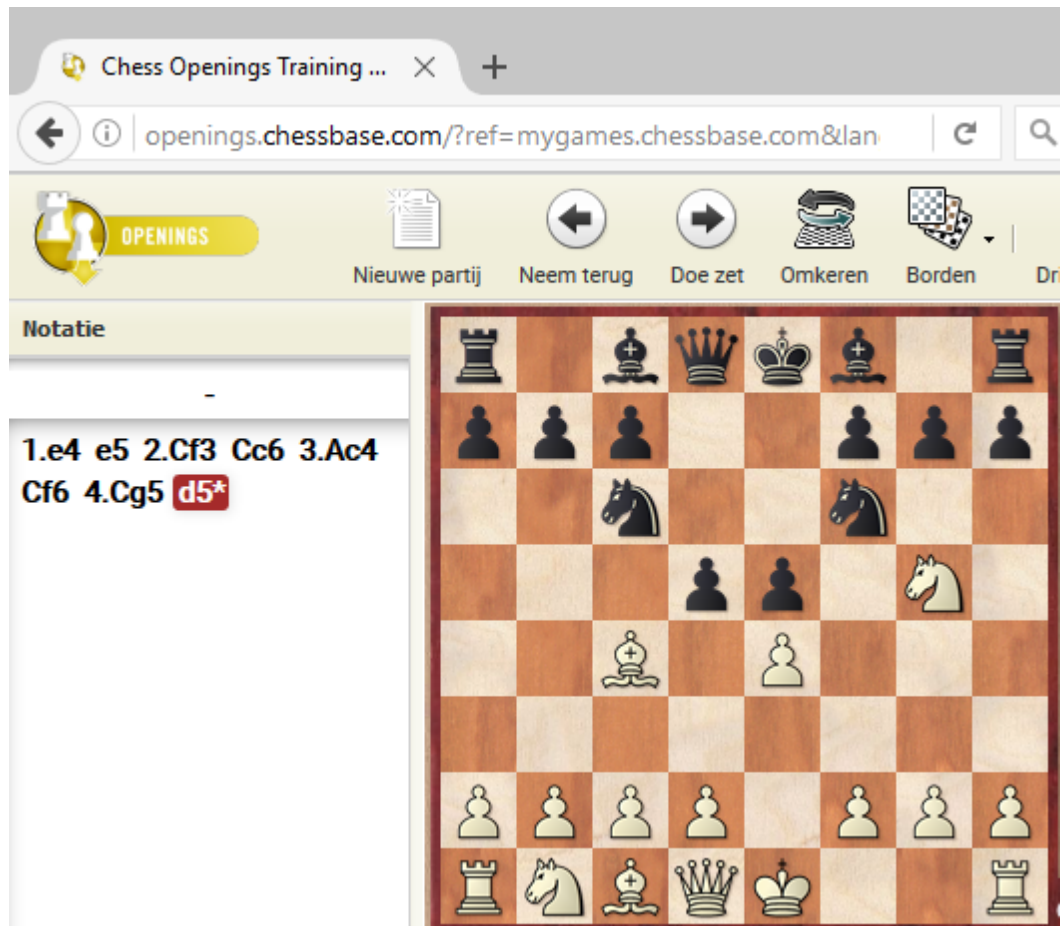 Chess Openings Training ...
openings.chessbase.com/?ref=mygames.chessbase.com&lan
OPENINGS
Nieuwe partij Neem terug Doe zet Omkeren Borden
Notatie
-
1.e4 e5 2.Cf3 Cc6 3.Ac4
Cf6 4.Cg5 d5*